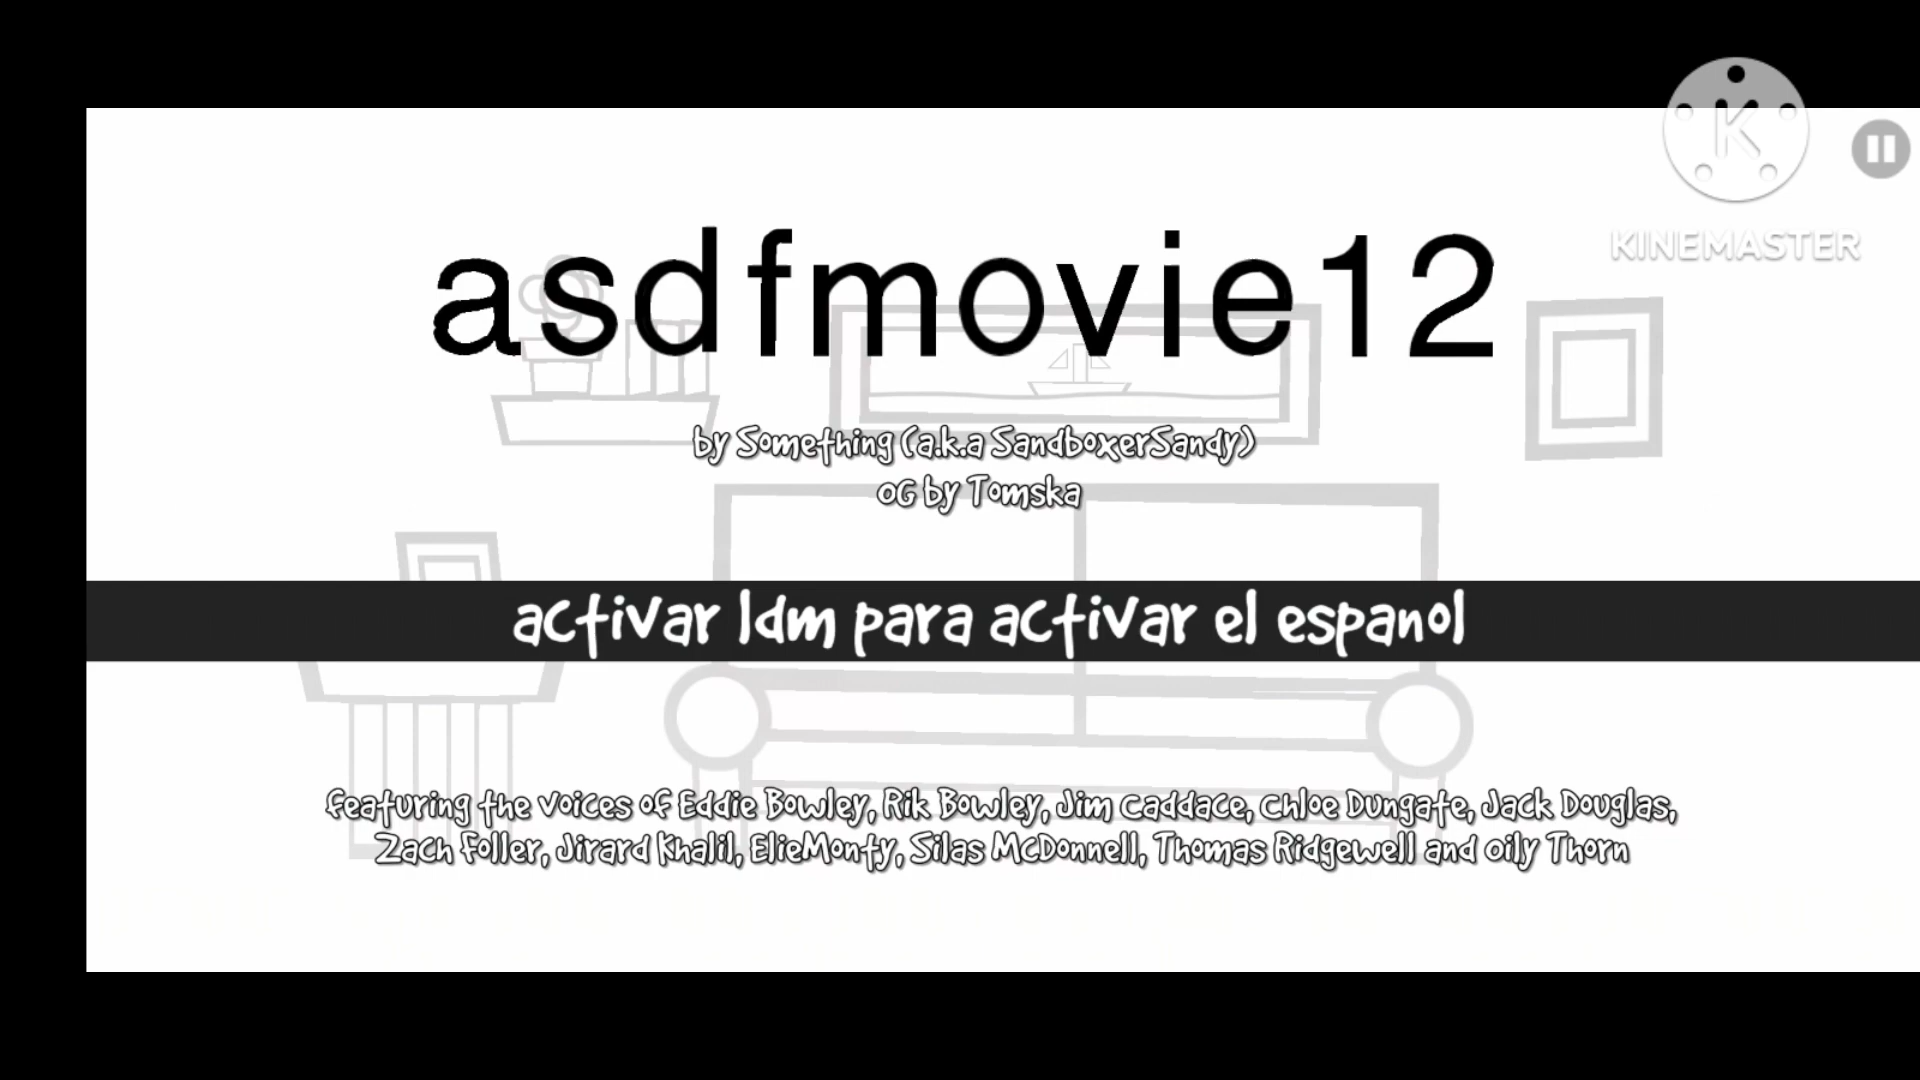 K
KINEMASTER
asdfmovie12
by Something (a.k.a SandboxerSandy)
OG by Tomska
activar ldm para activar el espanol
featuring the voices of Eddie Bowley, Rik Bowley, Jim Caddace, Chloe Dungate, Jack Douglas,
Zach Foller, Jirard Khalil, ElieMonty, Silas McDonnell, Thomas Ridgewell and Oily Thorn